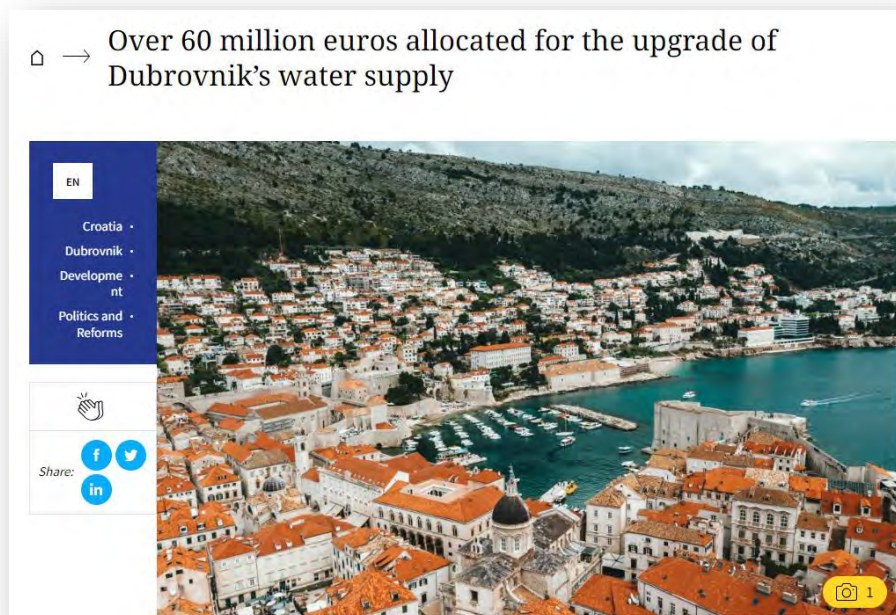 Over 60 million euros allocated for the upgrade of
Dubrovnik’s water supply
EN
Croatia
Dubrovnik
Developme
nt
Politics and
Reforms
Share:
f
in
1